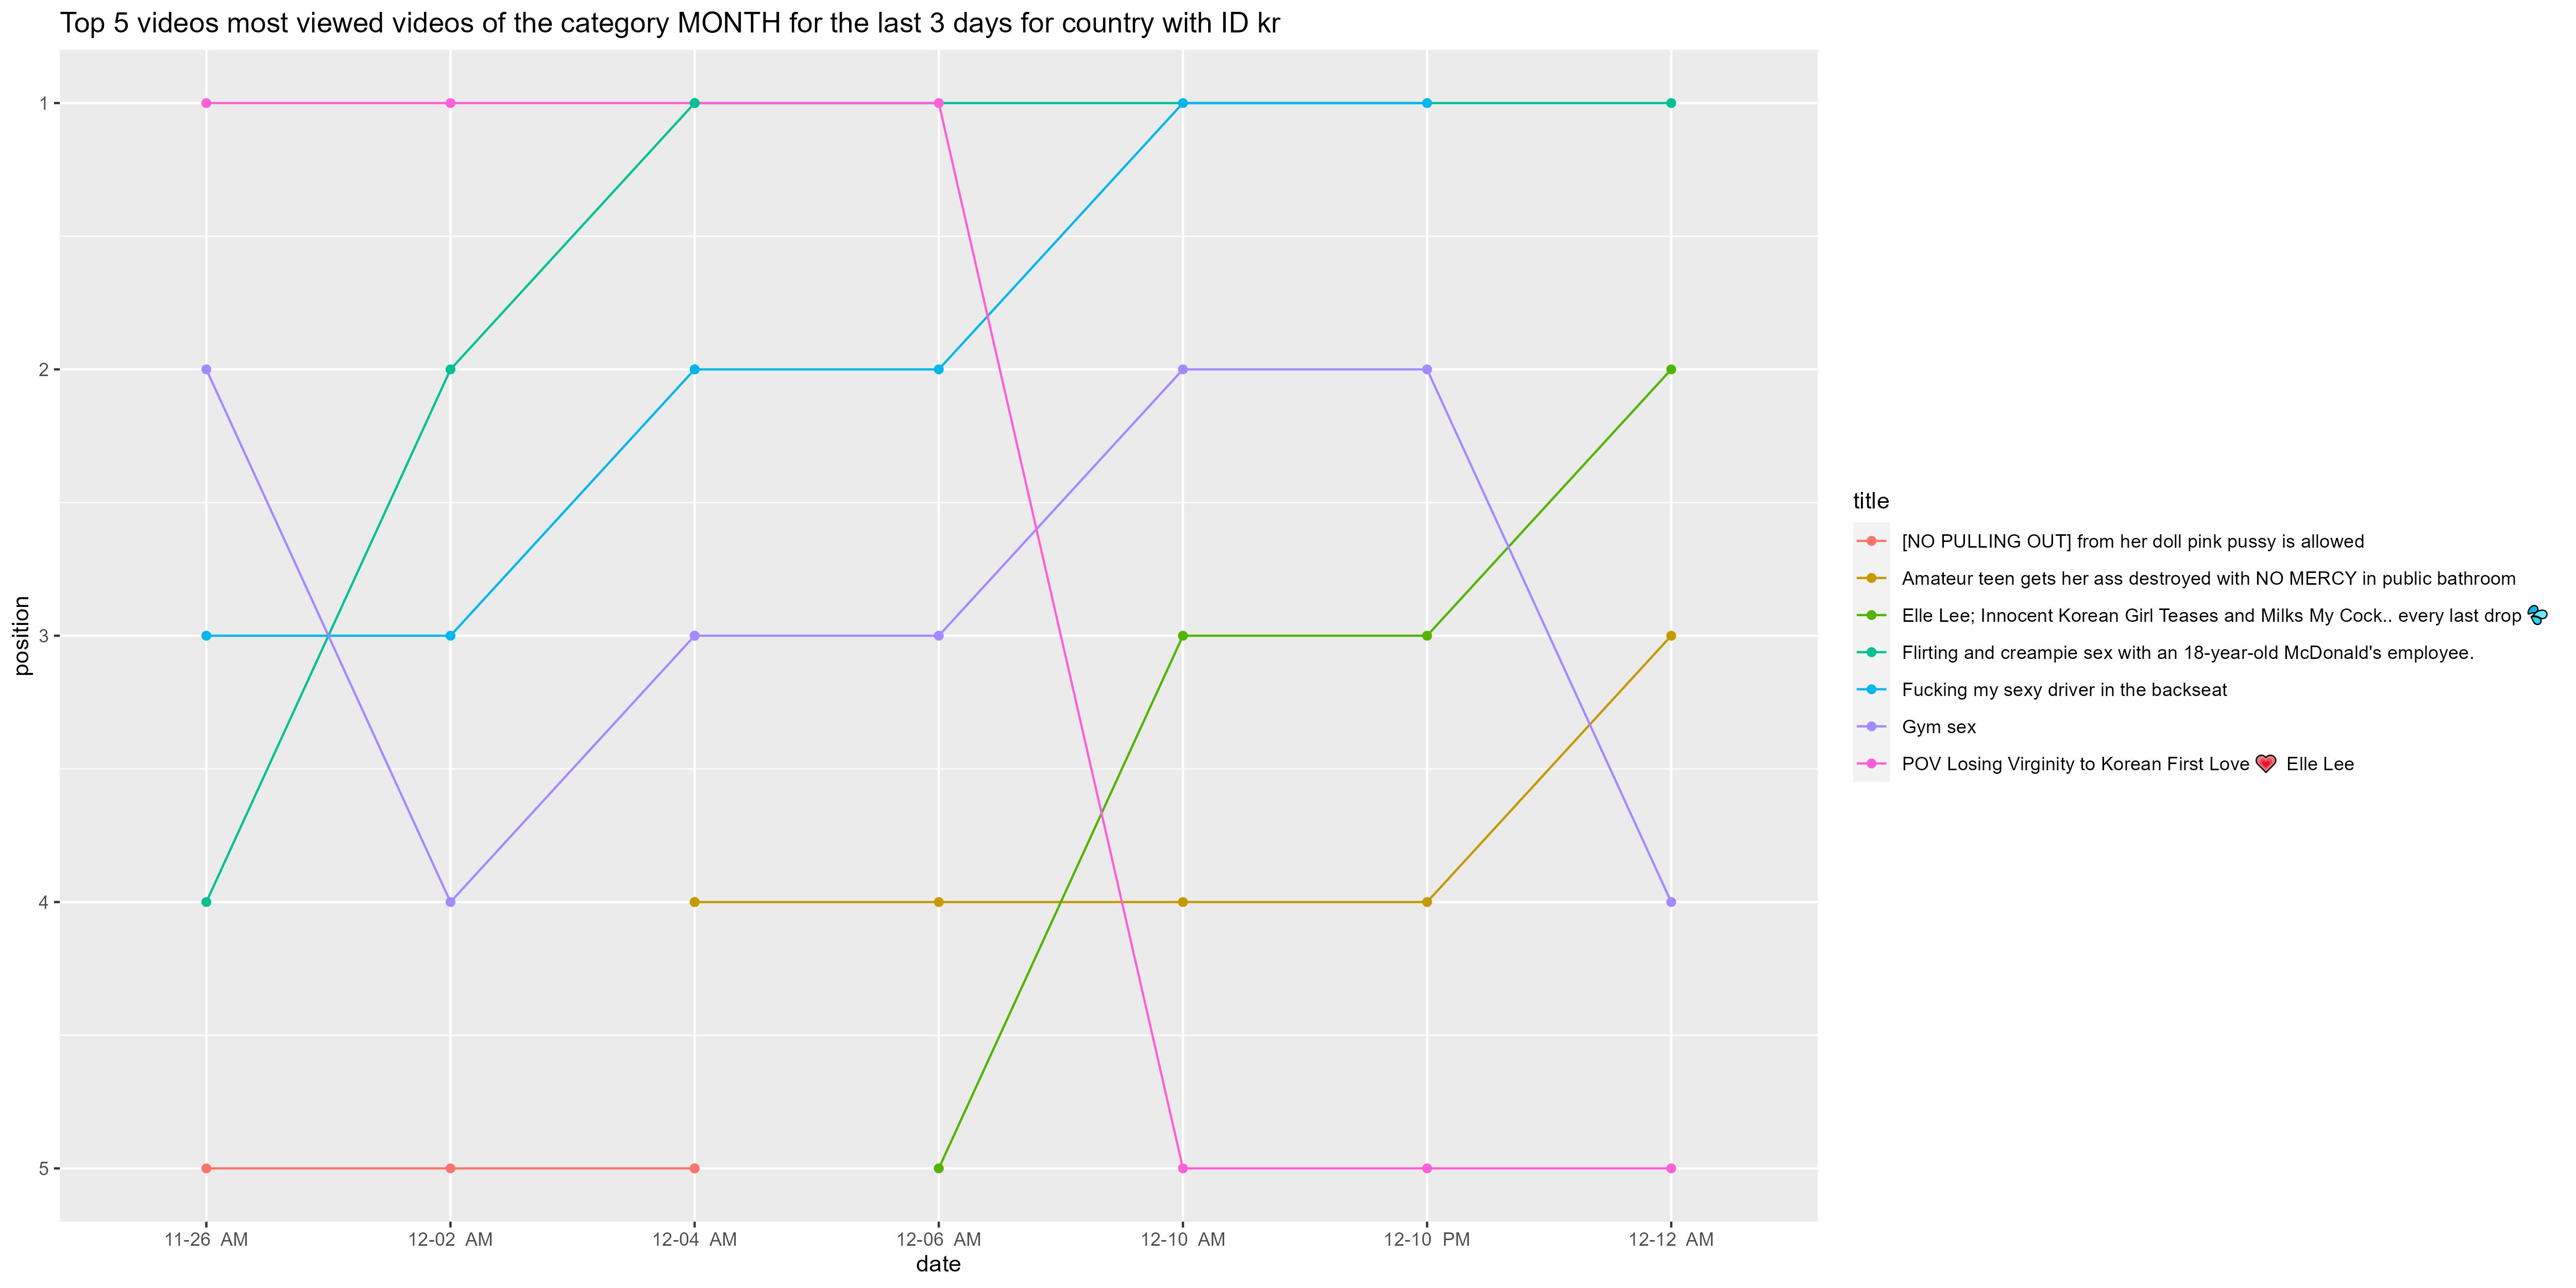 Top 5 videos most viewed videos of the category MONTH for the last 3 days for country with ID kr
position
1
2
3
4
5
11-26 AM
12-02 AM
12-04 AM
12-06 AM
12-10 AM
12-10 PM
12-12 AM
date
title
[NO PULLING OUT] from her doll pink pussy is allowed
Amateur teen gets her ass destroyed with NO MERCY in public bathroom
Elle Lee; Innocent Korean Girl Teases and Milks My Cock.. every last drop 💦
Flirting and creampie sex with an 18-year-old McDonald's employee.
Fucking my sexy driver in the backseat
Gym sex
POV Losing Virginity to Korean First Love ❤️ Elle Lee